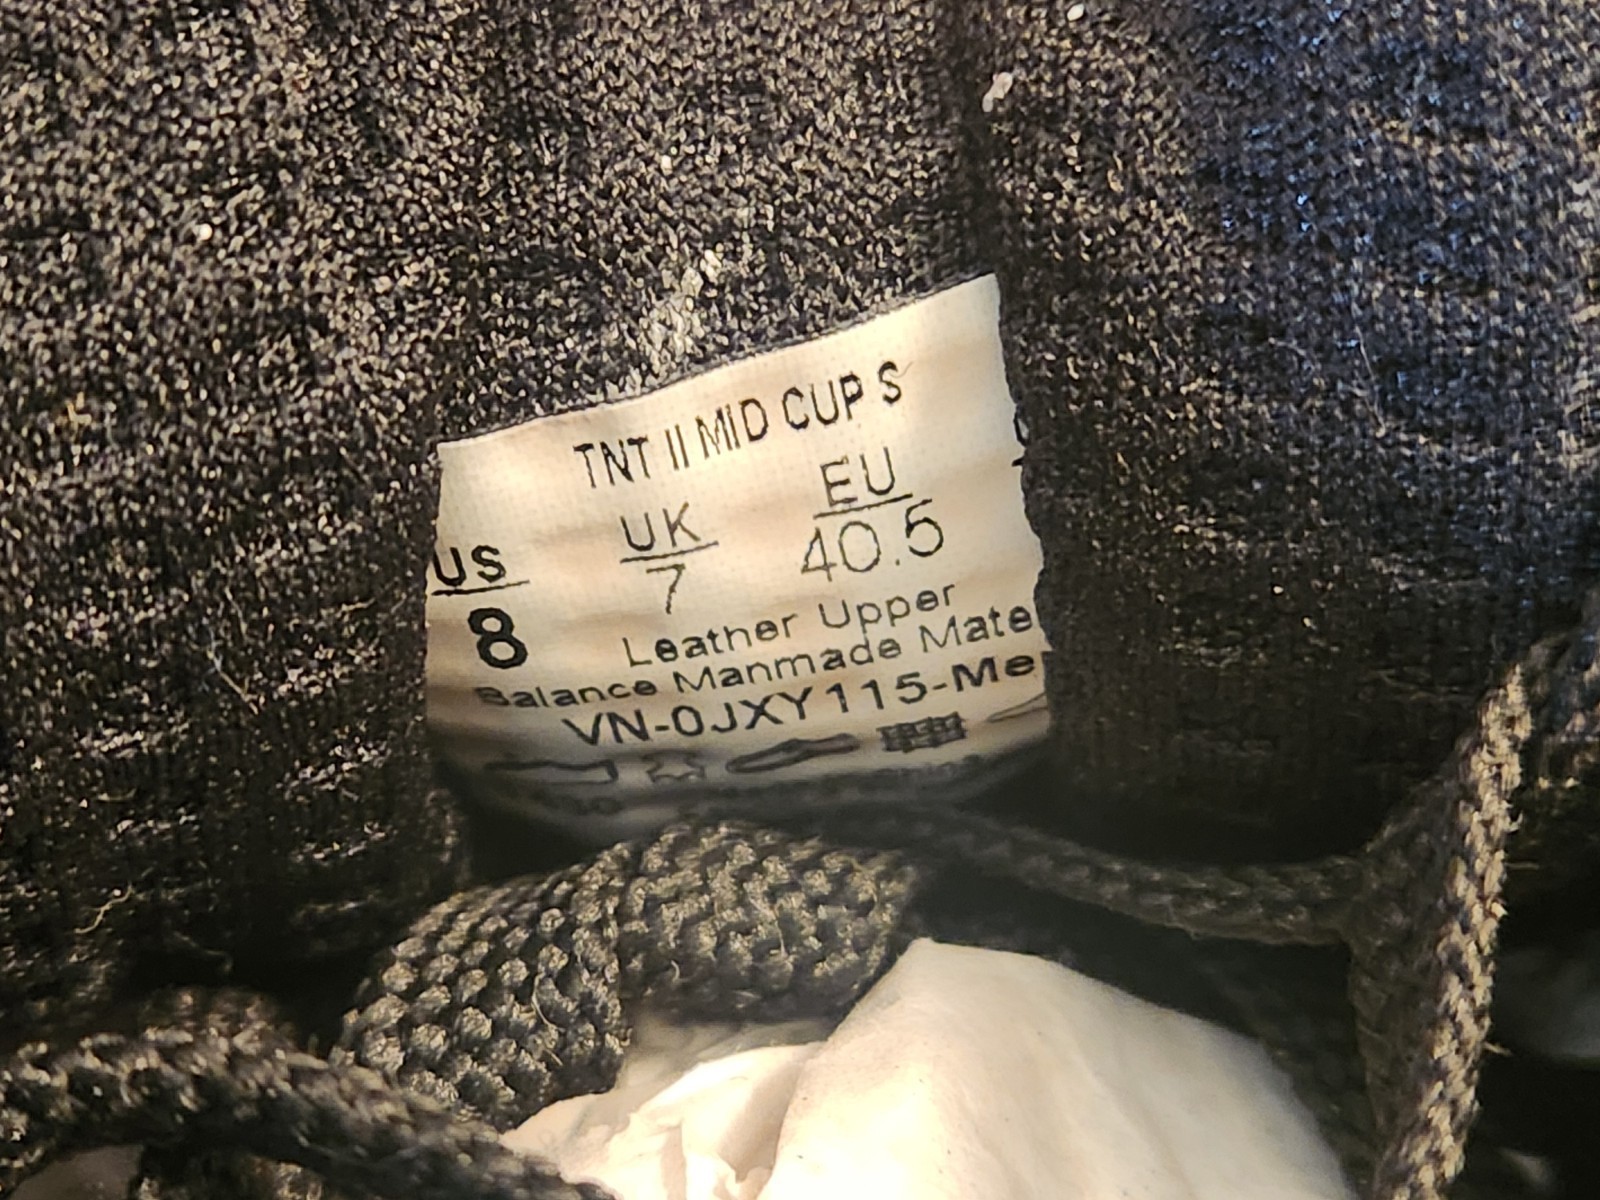 TNT II MID CUP S
US UK EU
8 7 40.5
Leather Upper
Balance Manmade Mate
VN-0JXY115-Me